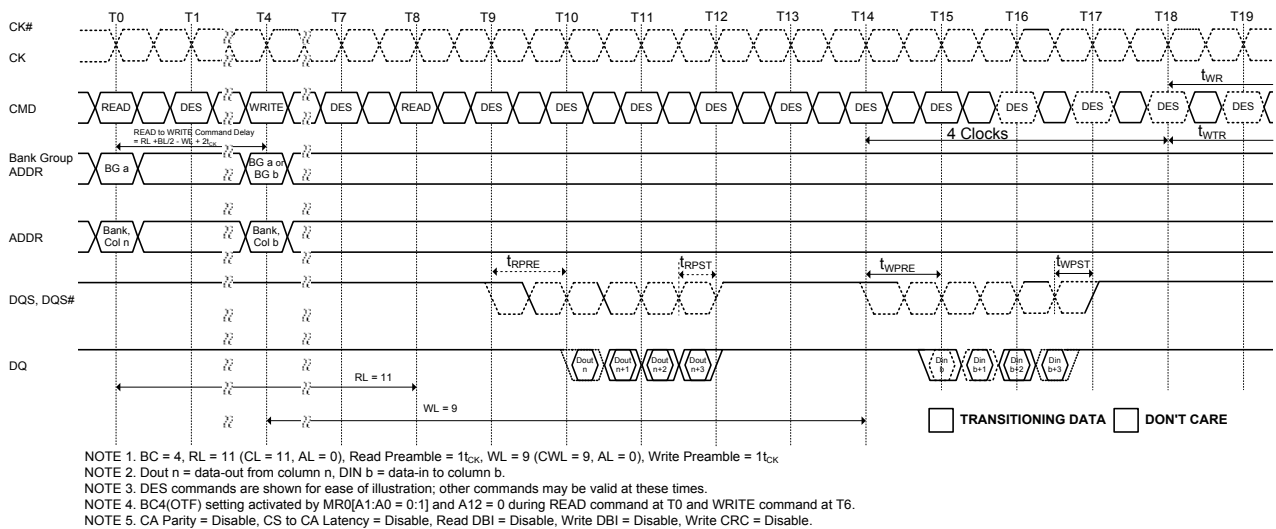 T0 T1 T4 T7 T8 T9 T10 T11 T12 T13 T14 T15 T16 T17 T18 T19
CK#
CK
tWR
CMD READ DES WRITE DES READ DES DES DES DES DES DES DES DES DES DES DES
READ to WRITE Command Delay
= RL +BL/2 - WL + 2tCK
4 Clocks
tWTR
Bank Group
ADDR
BG a
BG a or
BG b
ADDR
Bank,
Col n
Bank,
Col b
tRPRE tRPST tWPRE tWPST
DQS, DQS#
DQ
Dout
n
Dout
n+1
Dout
n+2
Dout
n+3
Din
b
Din
b+1
Din
b+2
Din
b+3
RL = 11
WL = 9
TRANSITIONING DATA DON'T CARE
NOTE 1. BC = 4, RL = 11 (CL = 11, AL = 0), Read Preamble = 1tCK, WL = 9 (CWL = 9, AL = 0), Write Preamble = 1tCK
NOTE 2. Dout n = data-out from column n, DIN b = data-in to column b.
NOTE 3. DES commands are shown for ease of illustration; other commands may be valid at these times.
NOTE 4. BC4(OTF) setting activated by MR0[A1:A0 = 0:1] and A12 = 0 during READ command at T0 and WRITE command at T6.
NOTE 5. CA Parity = Disable, CS to CA Latency = Disable, Read DBI = Disable, Write DBI = Disable, Write CRC = Disable.